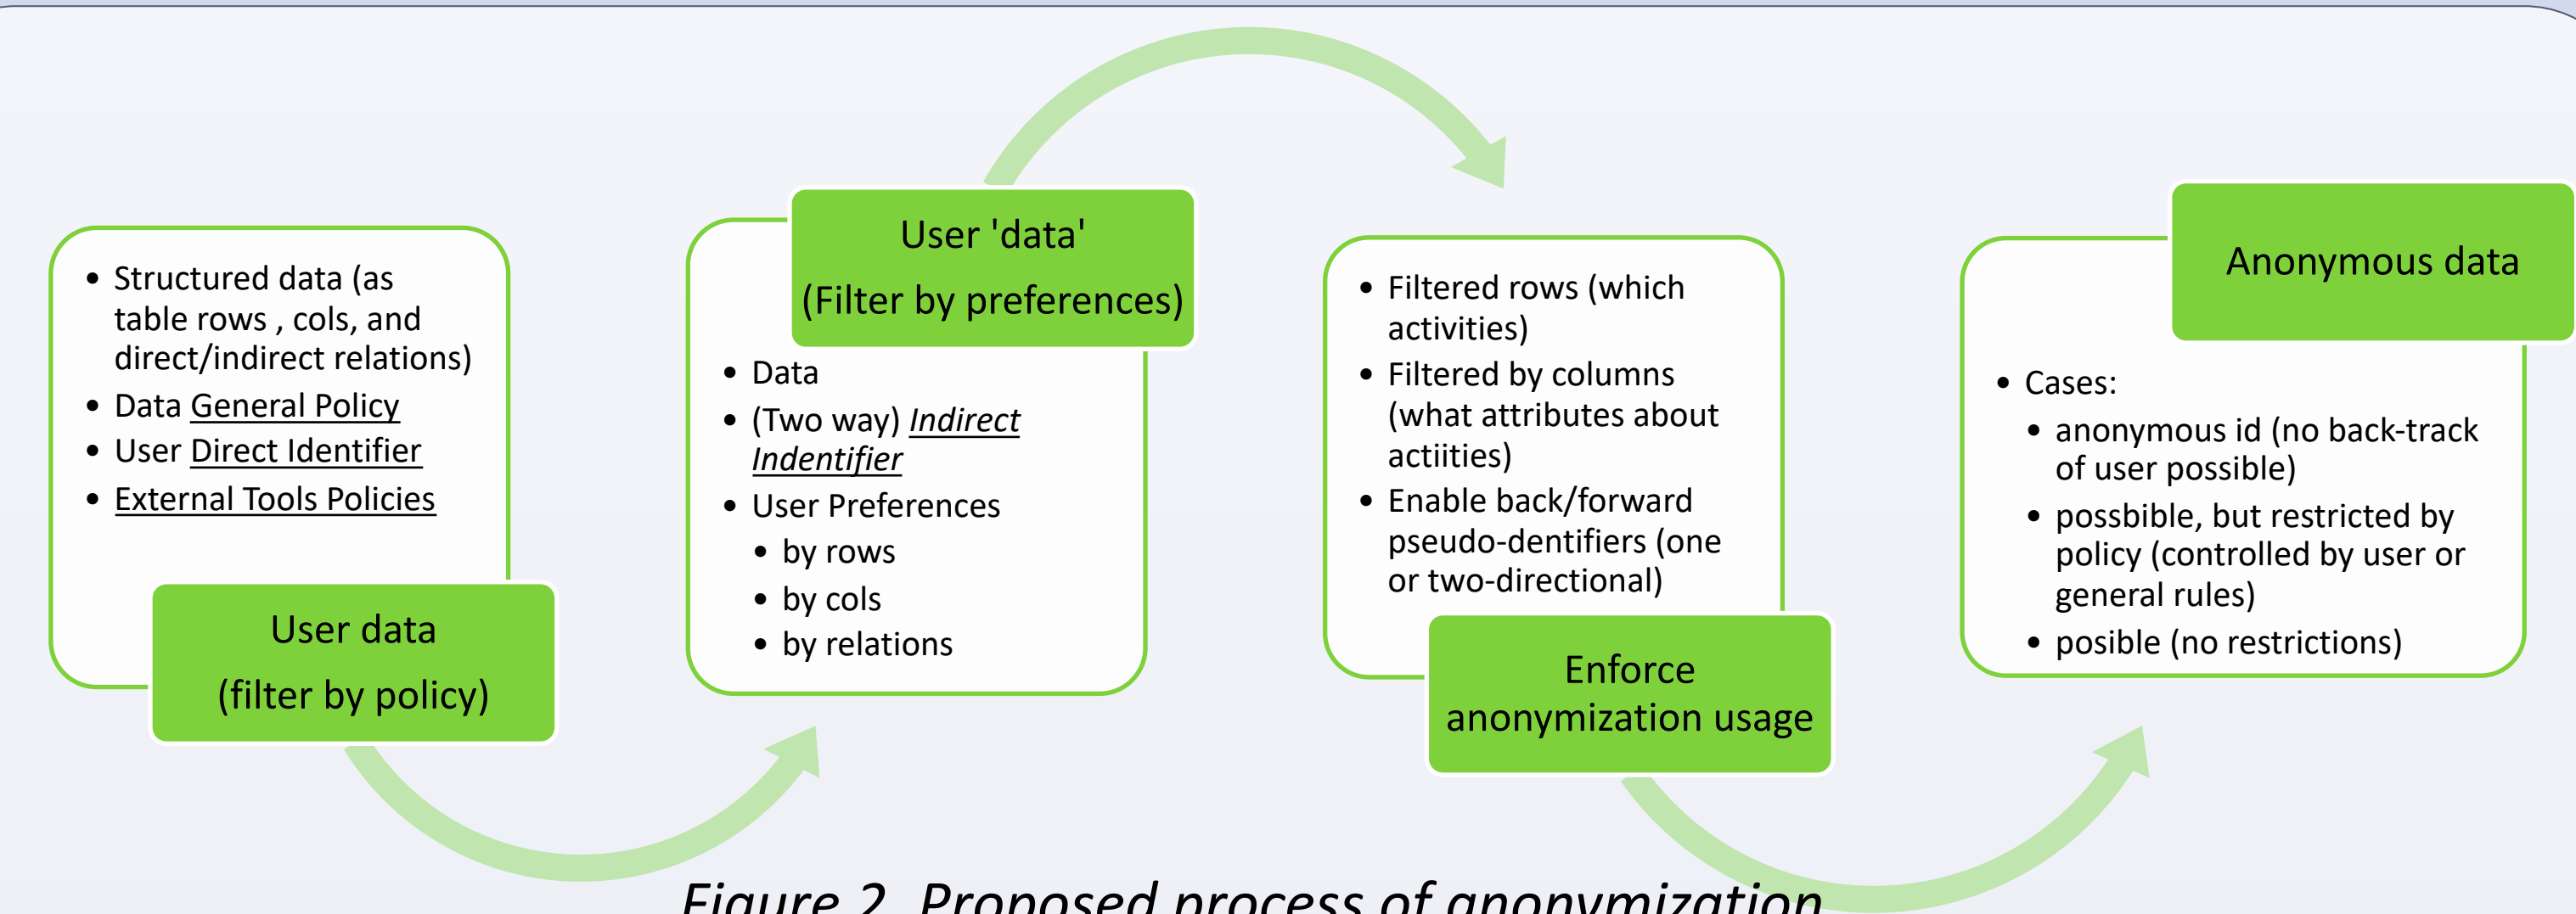 • Structured data (as
table rows , cols, and
direct/indirect relations)
• Data General Policy
• User Direct Identifier
• External Tools Policies
User data
(filter by policy)
User 'data'
(Filter by preferences)
• Data
• (Two way) Indirect
Indentifier
• User Preferences
• by rows
• by cols
• by relations
• Filtered rows (which
activities)
• Filtered by columns
(what attributes about
actiities)
• Enable back/forward
pseudo-dentifiers (one
or two-directional)
Enforce
anonymization usage
Anonymous data
• Cases:
• anonymous id (no back-track
of user possible)
• possbible, but restricted by
policy (controlled by user or
general rules)
• posible (no restrictions)
Figure 2. Proposed process of anonymization